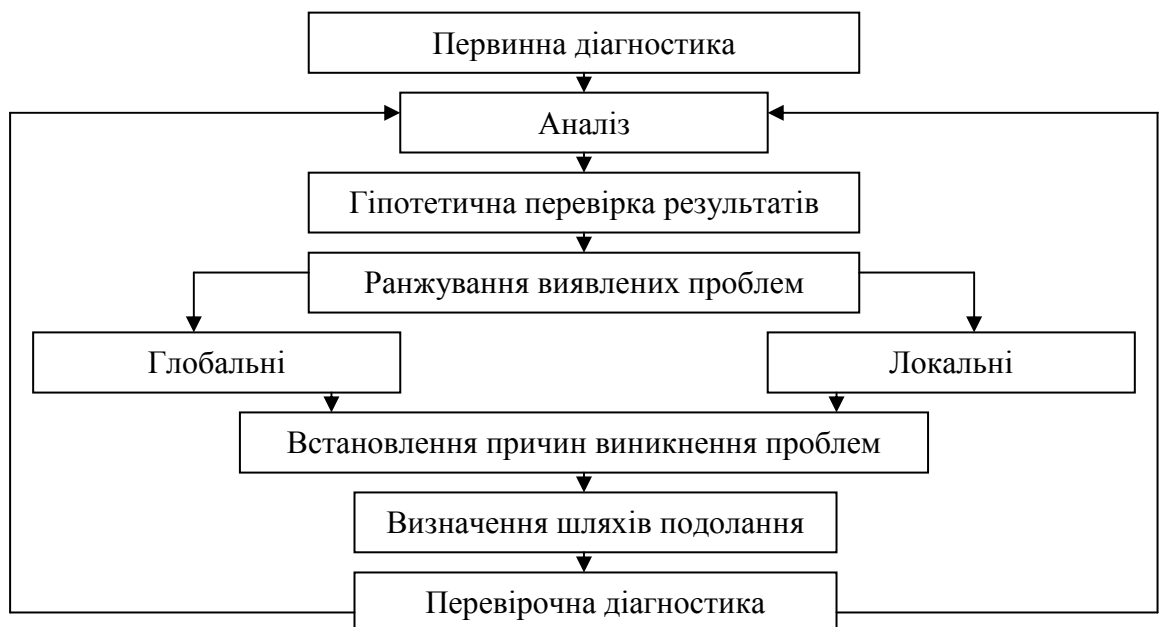 Первинна діагностика
Аналіз
Гіпотетична перевірка результатів
Ранжування виявлених проблем
Глобальні
Локальні
Встановлення причин виникнення проблем
Визначення шляхів подолання
Перевірочна діагностика